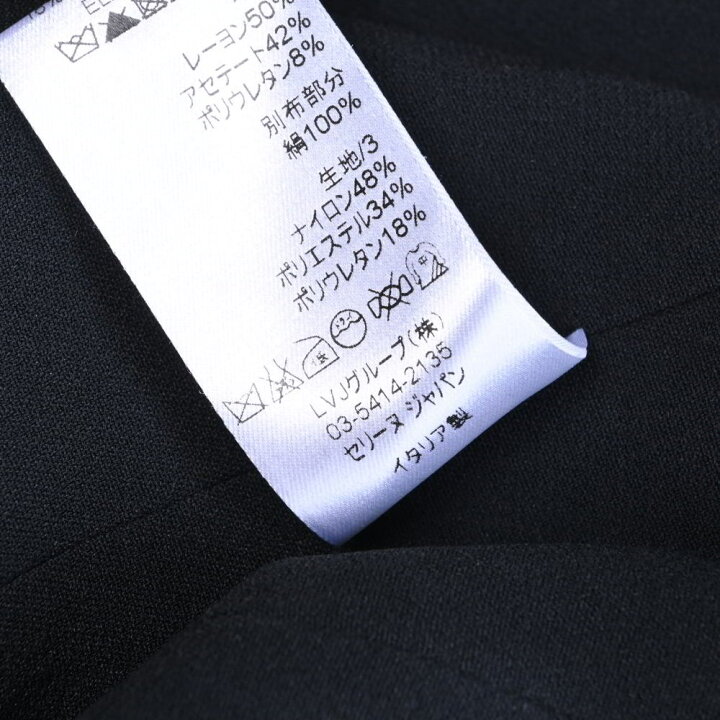 レーヨン50%
アセテート42%
ポリウレタン8%
別布部分
絹100%
生地/3
ナイロン48%
ポリエステル34%
ポリウレタン18%
LVJグループ(株)
03-5414-2135
セリーヌ ジャパン
イタリア製